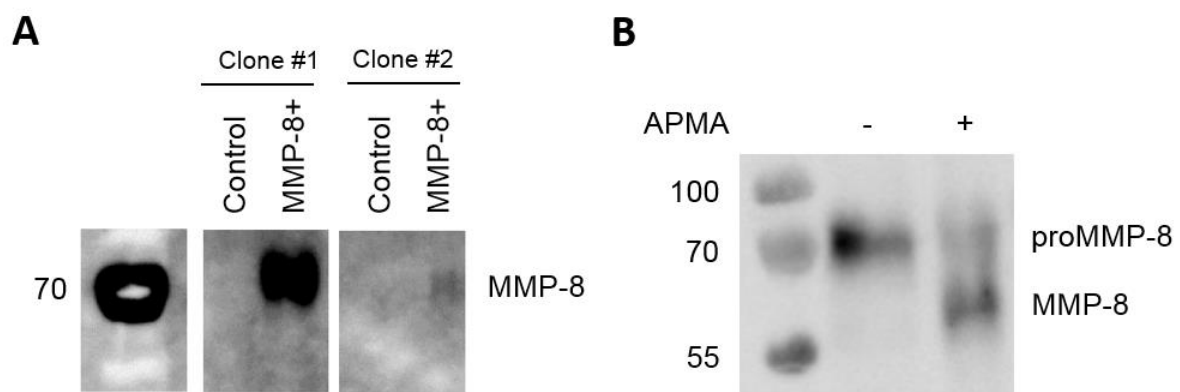 A
Clone #1 Clone #2
Control MMP-8+ Control MMP-8+
70 MMP-8
B
APMA - +
100
70 proMMP-8
MMP-8
55